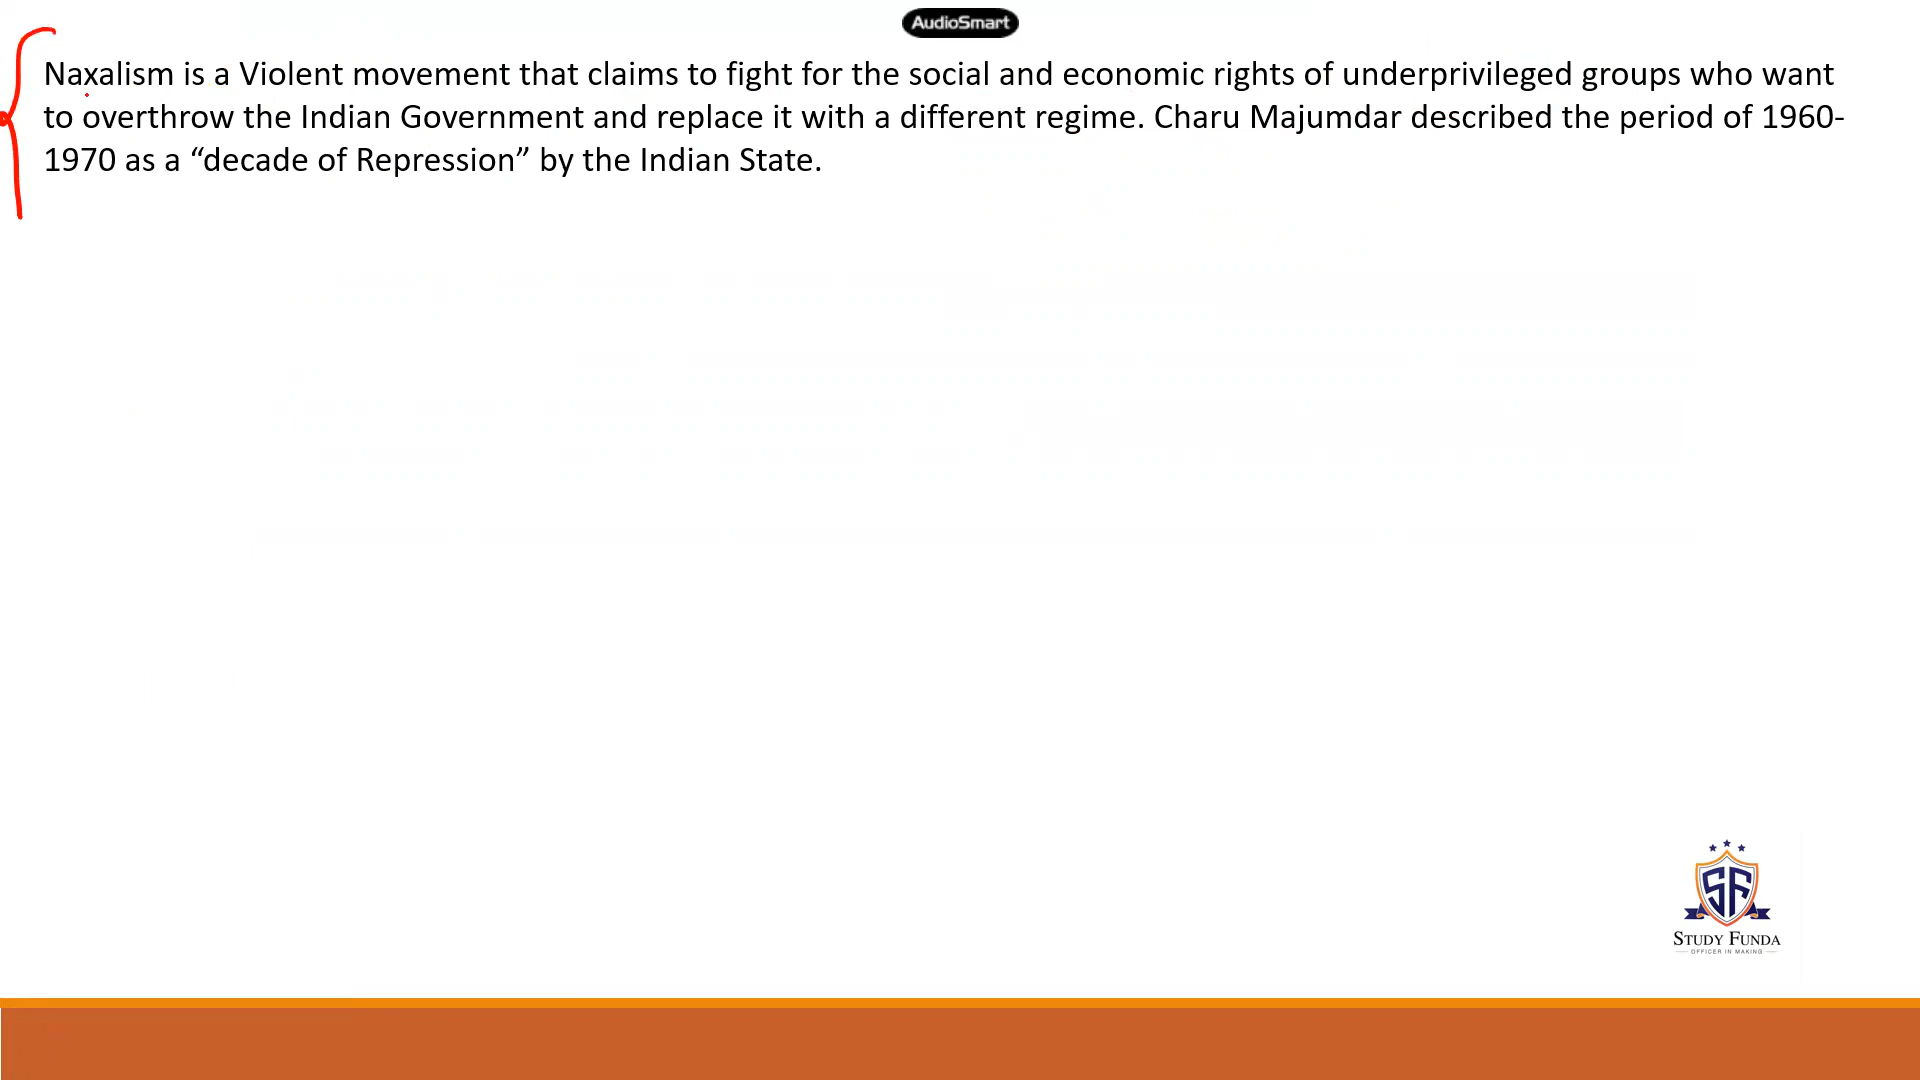 AudioSmart
Naxalism is a Violent movement that claims to fight for the social and economic rights of underprivileged groups who want
to overthrow the Indian Government and replace it with a different regime. Charu Majumdar described the period of 1960-
1970 as a “decade of Repression” by the Indian State.
SF
STUDY FUNDA
OFFICER IN MAKING